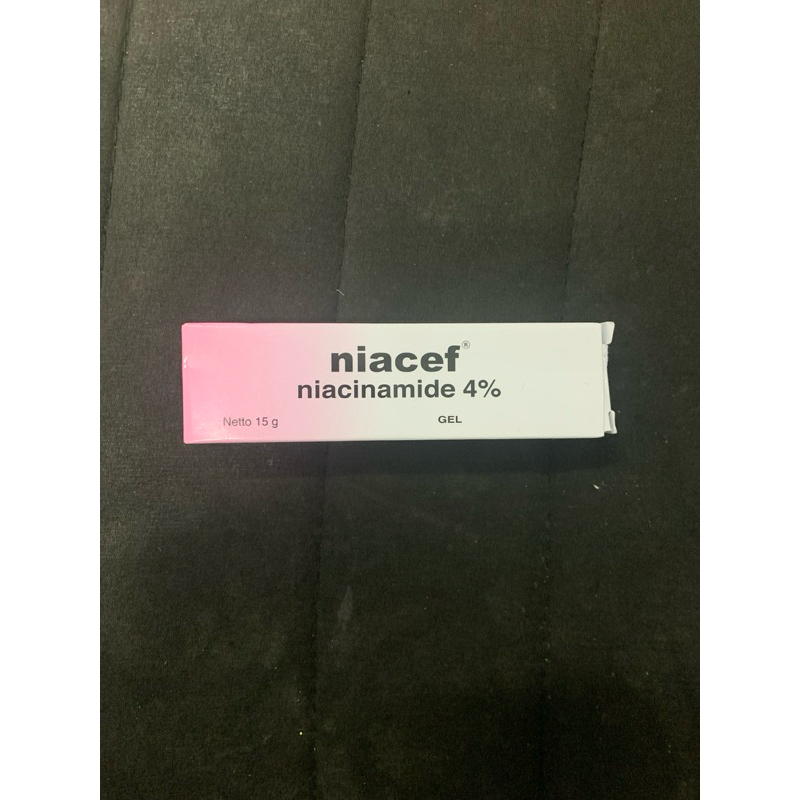 niacef®
niacinamide 4%
Netto 15 g
GEL